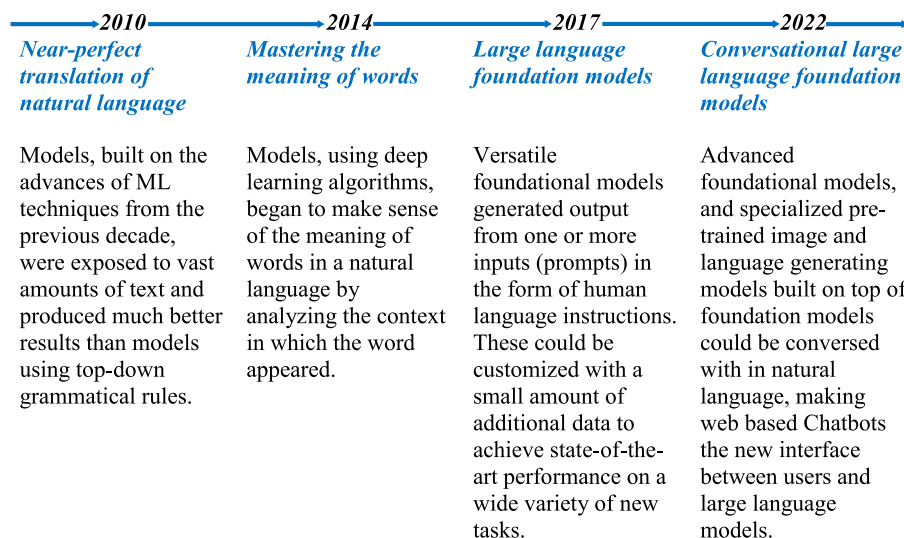 2010
Near-perfect
translation of
natural language
Models, built on the
advances of ML
techniques from the
previous decade,
were exposed to vast
amounts of text and
produced much better
results than models
using top-down
grammatical rules.
2014
Mastering the
meaning of words
Models, using deep
learning algorithms,
began to make sense
of the meaning of
words in a natural
language by
analyzing the context
in which the word
appeared.
2017
Large language
foundation models
Versatile
foundational models
generated output
from one or more
inputs (prompts) in
the form of human
language instructions.
These could be
customized with a
small amount of
additional data to
achieve state-of-the-
art performance on a
wide variety of new
tasks.
2022
Conversational large
language foundation
models
Advanced
foundational models,
and specialized pre-
trained image and
language generating
models built on top of
foundation models
could be conversed
with in natural
language, making
web based Chatbots
the new interface
between users and
large language
models.